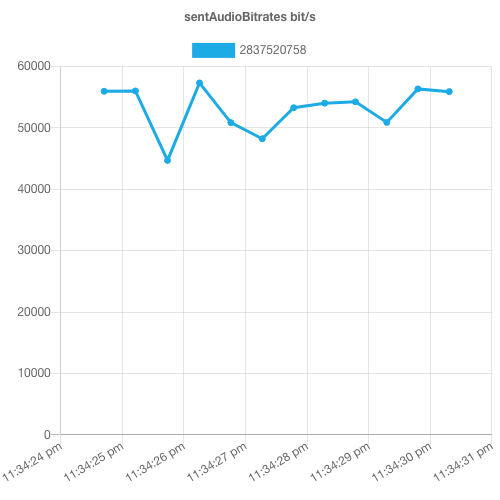 sentAudioBitrates bit/s
2837520758
60000
50000
40000
30000
20000
10000
0
11:34:24 pm
11:34:25 pm
11:34:26 pm
11:34:27 pm
11:34:28 pm
11:34:29 pm
11:34:30 pm
11:34:31 pm